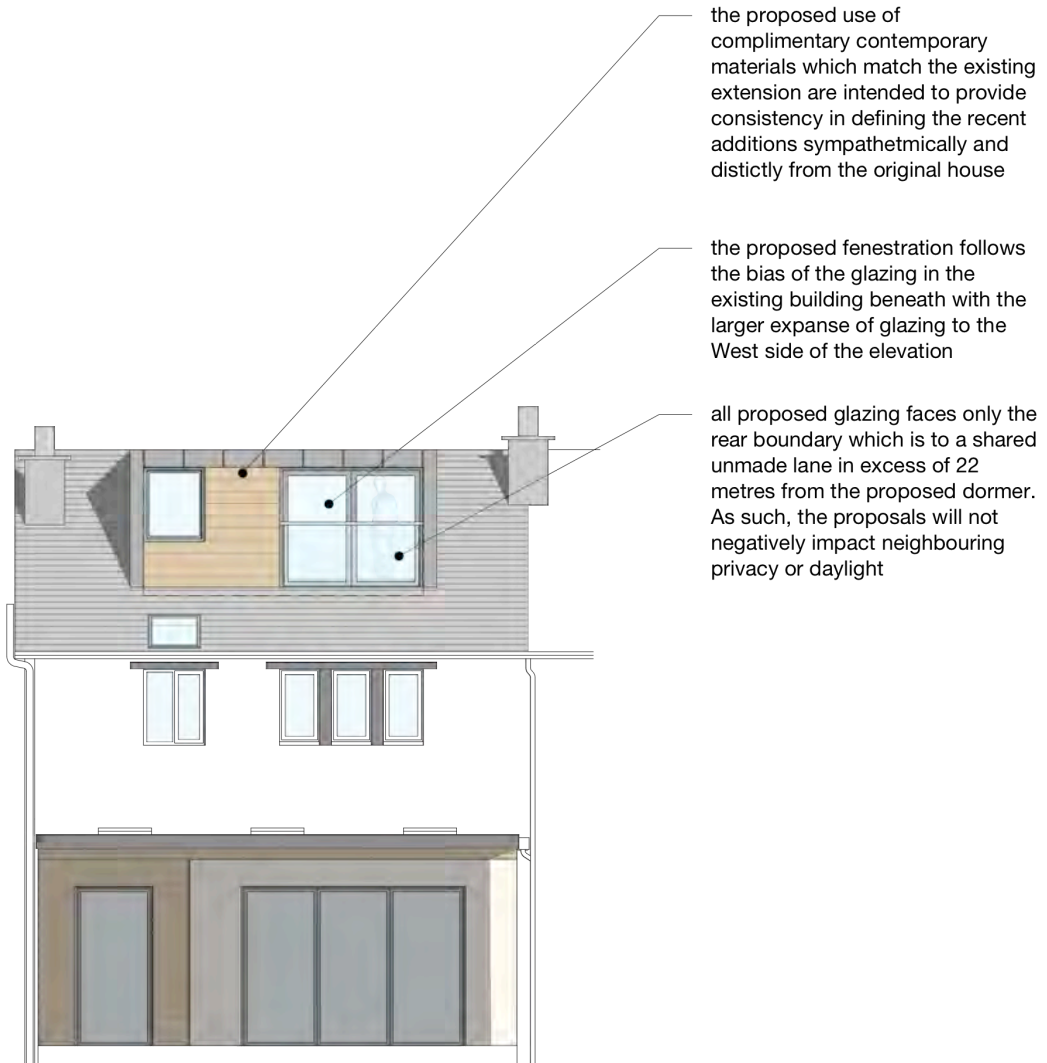 the proposed use of
complimentary contemporary
materials which match the existing
extension are intended to provide
consistency in defining the recent
additions sympathetmically and
distictly from the original house
the proposed fenestration follows
the bias of the glazing in the
existing building beneath with the
larger expanse of glazing to the
West side of the elevation
all proposed glazing faces only the
rear boundary which is to a shared
unmade lane in excess of 22
metres from the proposed dormer.
As such, the proposals will not
negatively impact neighbouring
privacy or daylight